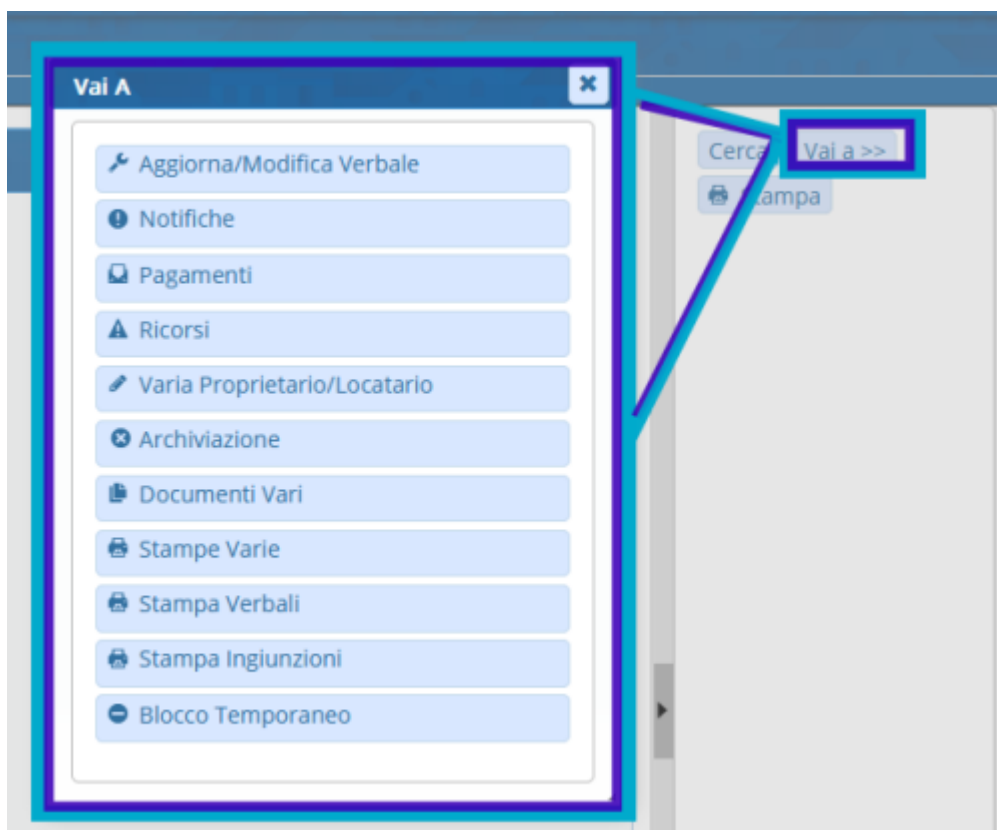 Vai A
Aggiorna/Modifica Verbale
Notifiche
Pagamenti
Ricorsi
Varia Proprietario/Locatario
Archiviazione
Documenti Vari
Stampe Varie
Stampa Verbali
Stampa Ingiunzioni
Blocco Temporaneo
Cerca Vai a >>
Stampa